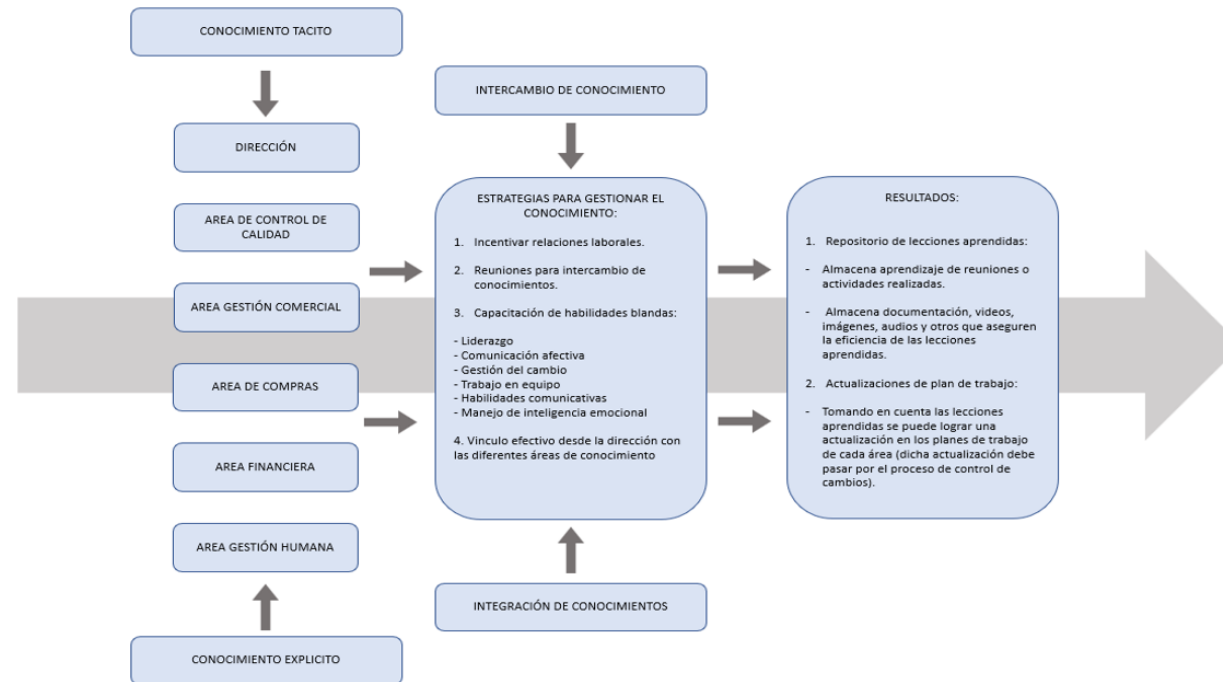 CONOCIMIENTO TACITO
DIRECCIÓN
AREA DE CONTROL DE
CALIDAD
AREA GESTIÓN COMERCIAL
AREA DE COMPRAS
AREA FINANCIERA
AREA GESTIÓN HUMANA
CONOCIMIENTO EXPLICITO
INTERCAMBIO DE CONOCIMIENTO
ESTRATEGIAS PARA GESTIONAR EL
CONOCIMIENTO:
1. Incentivar relaciones laborales.
2. Reuniones para intercambio de
conocimientos.
3. Capacitación de habilidades blandas:
- Liderazgo
- Comunicación afectiva
- Gestión del cambio
- Trabajo en equipo
- Habilidades comunicativas
- Manejo de inteligencia emocional
4. Vinculo efectivo desde la dirección con
las diferentes áreas de conocimiento
INTEGRACIÓN DE CONOCIMIENTOS
RESULTADOS:
1. Repositorio de lecciones aprendidas:
- Almacena aprendizaje de reuniones o
actividades realizadas.
- Almacena documentación, videos,
imágenes, audios y otros que aseguren
la eficiencia de las lecciones
aprendidas.
2. Actualizaciones de plan de trabajo:
- Tomando en cuenta las lecciones
aprendidas se puede lograr una
actualización en los planes de trabajo
de cada área (dicha actualización debe
pasar por el proceso de control de
cambios).